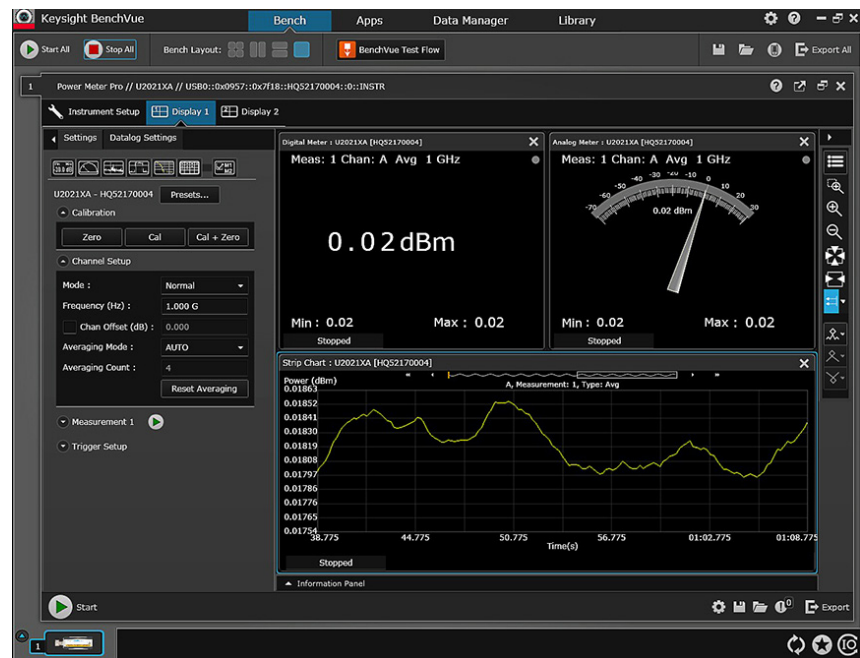 Keysight BenchVue Bench Apps Data Manager Library
Start All Stop All Bench Layout: BenchVue Test Flow Export All
1 Power Meter Pro // U2021XA // USB0::0x0957::0x7f18::HQ52170004::0::INSTR
Instrument Setup Display 1 Display 2
Settings Datalog Settings
U2021XA - HQ52170004 Presets...
Calibration
Zero Cal Cal + Zero
Channel Setup
Mode : Normal
Frequency (Hz) : 1.000 G
Chan Offset (dB) : 0.000
Averaging Mode : AUTO
Averaging Count : 4
Reset Averaging
Measurement 1
Trigger Setup
Digital Meter : U2021XA [HQ52170004]
Meas: 1 Chan: A Avg 1 GHz
0.02 dBm
Min : 0.02 Max : 0.02
Stopped
Analog Meter : U2021XA [HQ52170004]
Meas: 1 Chan: A Avg 1 GHz
-70 -50 -40 -30 -20 -10 0 10 20 30
0.02 dBm
Min : 0.02 Max : 0.02
Stopped
Strip Chart : U2021XA [HQ52170004]
Power (dBm)
A, Measurement: 1, Type: Avg
0.01863
0.01852
0.01841
0.01830
0.01819
0.01808
0.01797
0.01786
0.01776
0.01765
0.01754
38.775 44.775 50.775 56.775 01:02.775 01:08.775
Time(s)
Stopped
Information Panel
Start Export
1